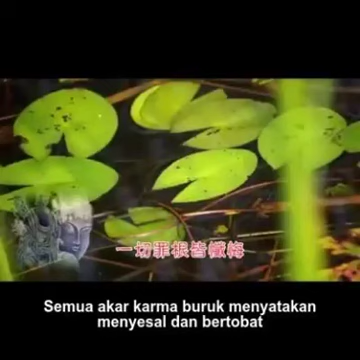 一切罪根皆懺悔
Semua akar karma buruk menyatakan
menyesal dan bertobat